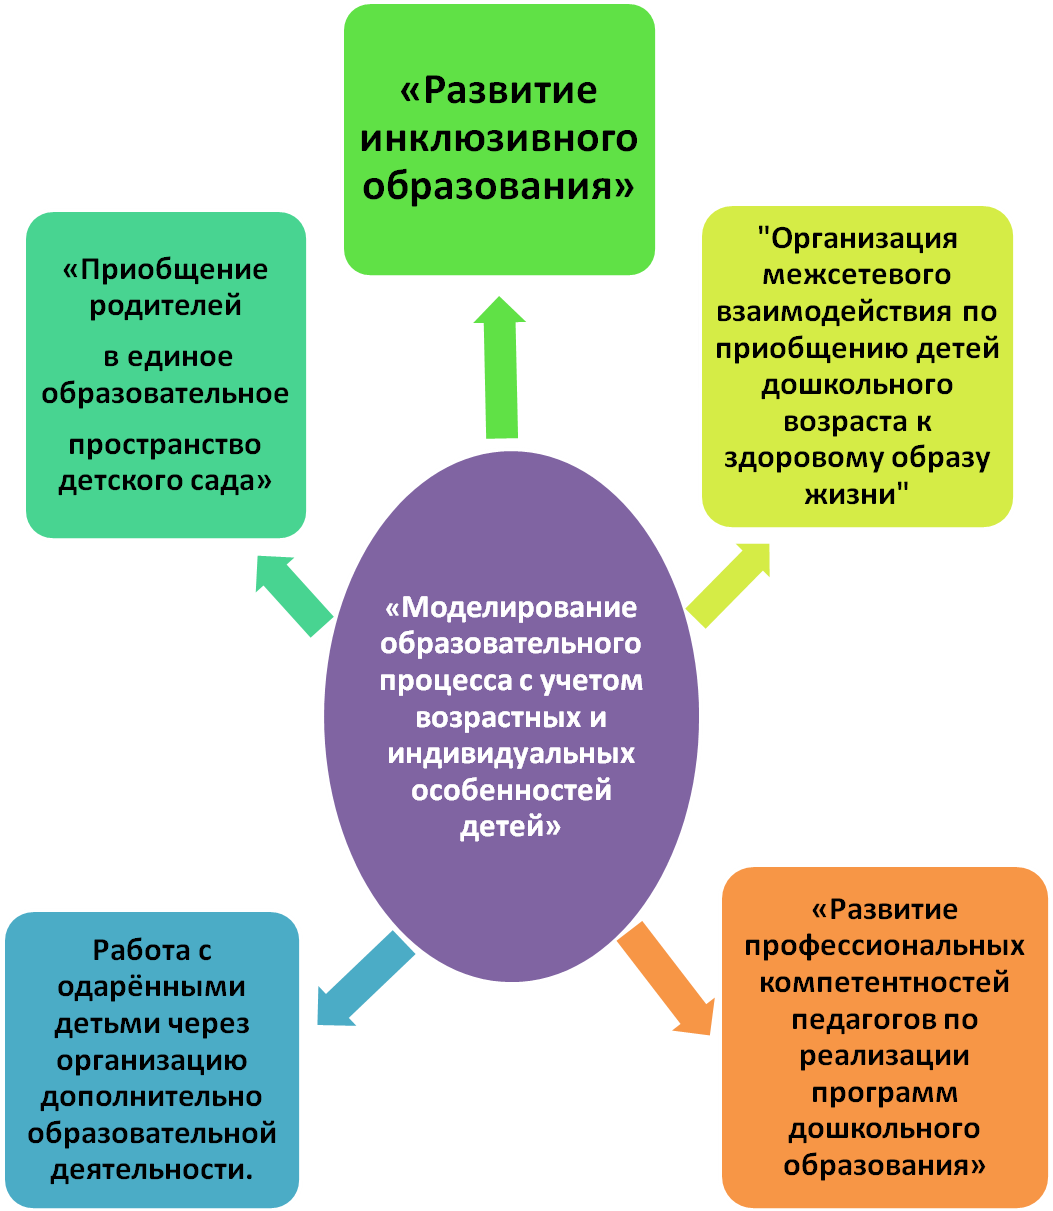 «Развитие
инклюзивного
образования»
«Приобщение
родителей
в единое
образовательное
пространство
детского сада»
"Организация
межсетевого
взаимодействия по
приобщению детей
дошкольного
возраста к
здоровому образу
жизни"
«Моделирование
образовательного
процесса с учетом
возрастных и
индивидуальных
особенностей
детей»
Работа с
одарёнными
детьми через
организацию
дополнительно
образовательной
деятельности.
«Развитие
профессиональных
компетентностей
педагогов по
реализации
программ
дошкольного
образования»